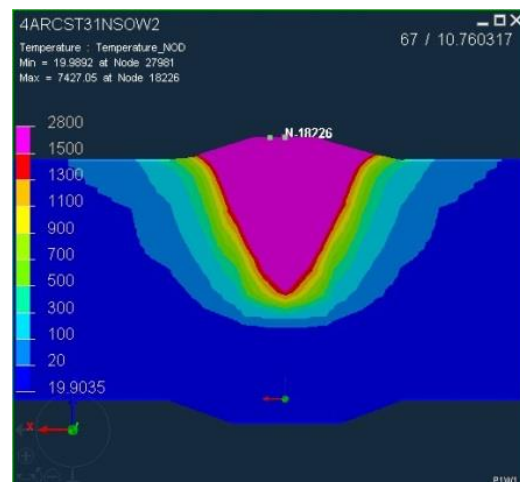 4ARCST31NSOW2
67 / 10.760317
Temperature : Temperature_NOD
Min = 19.9892 at Node 27981
Max = 7427.05 at Node 18226
N-18226
2800
1500
1300
1100
900
700
500
300
100
20
19.9035
X
P1W1